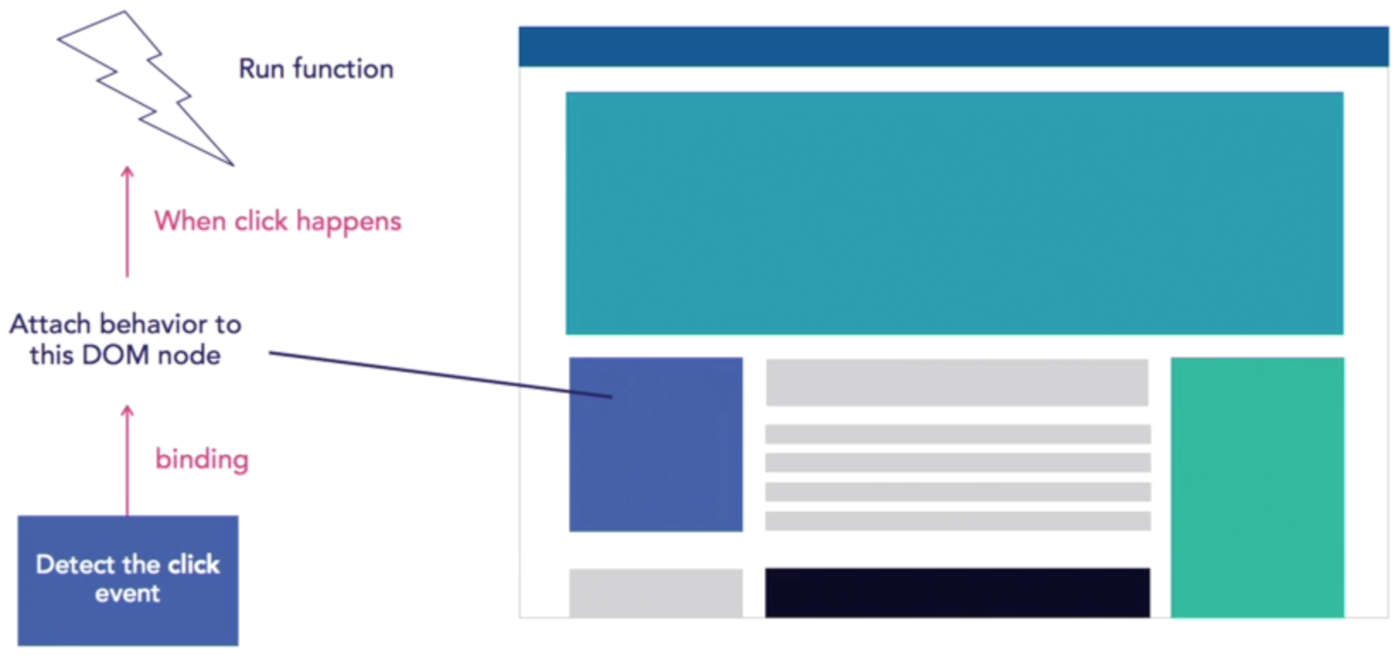 Run function
When click happens
Attach behavior to
this DOM node
binding
Detect the click
event